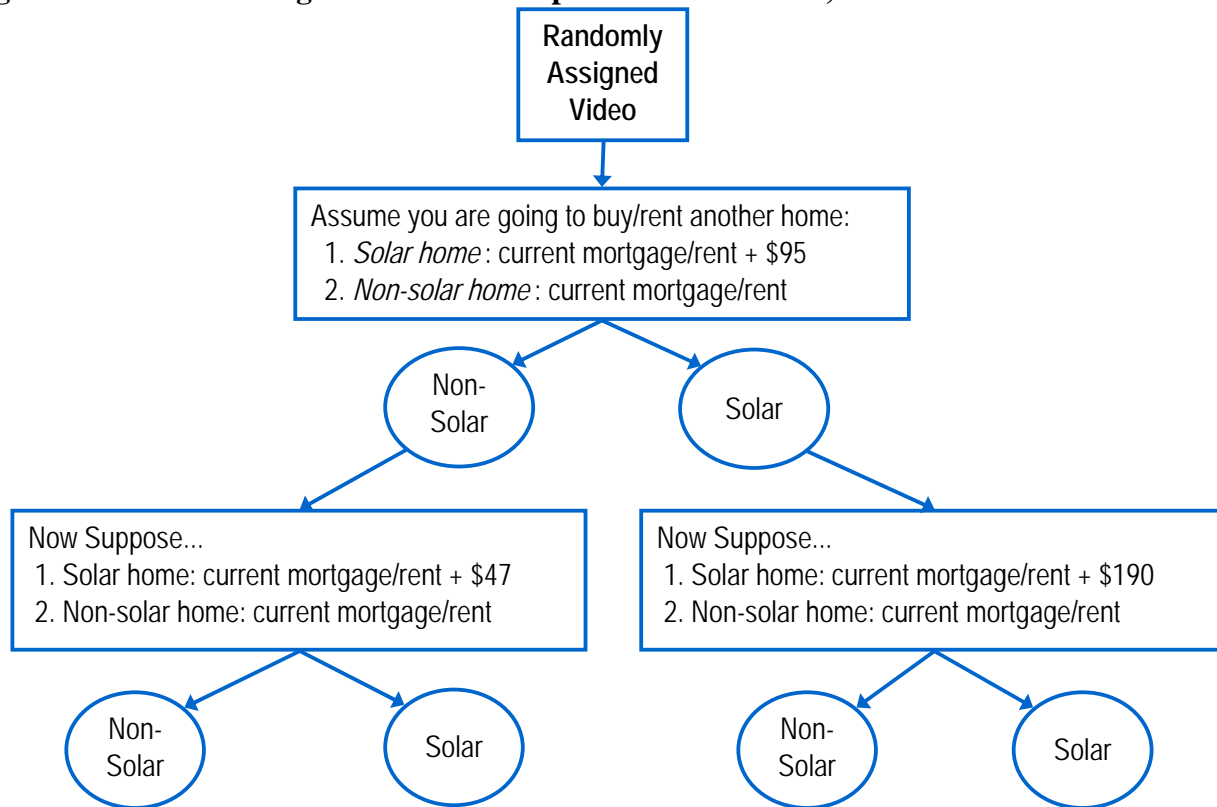 Randomly
Assigned
Video
Assume you are going to buy/rent another home:
1. Solar home : current mortgage/rent + $95
2. Non-solar home : current mortgage/rent
Non-
Solar
Solar
Now Suppose...
1. Solar home: current mortgage/rent + $47
2. Non-solar home: current mortgage/rent
Now Suppose...
1. Solar home: current mortgage/rent + $190
2. Non-solar home: current mortgage/rent
Non-
Solar
Solar
Non-
Solar
Solar